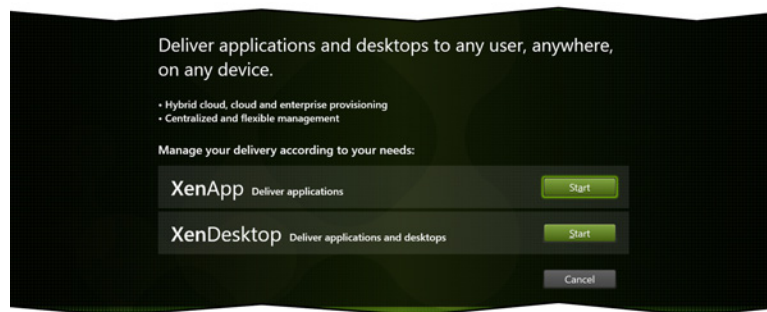 Deliver applications and desktops to any user, anywhere,
on any device.
• Hybrid cloud, cloud and enterprise provisioning
• Centralized and flexible management
Manage your delivery according to your needs:
XenApp Deliver applications Start
XenDesktop Deliver applications and desktops Start
Cancel